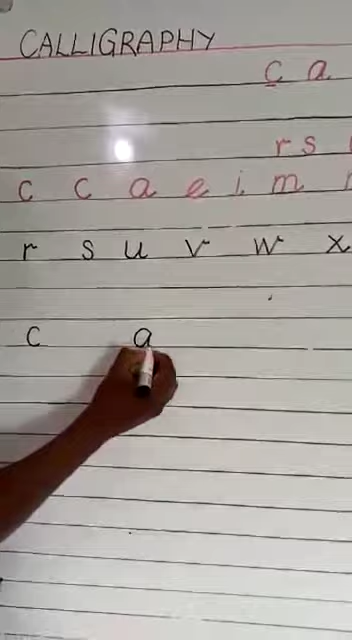 CALLIGRAPHY
c a
r s
c c a e i m
r s u v w x
c a